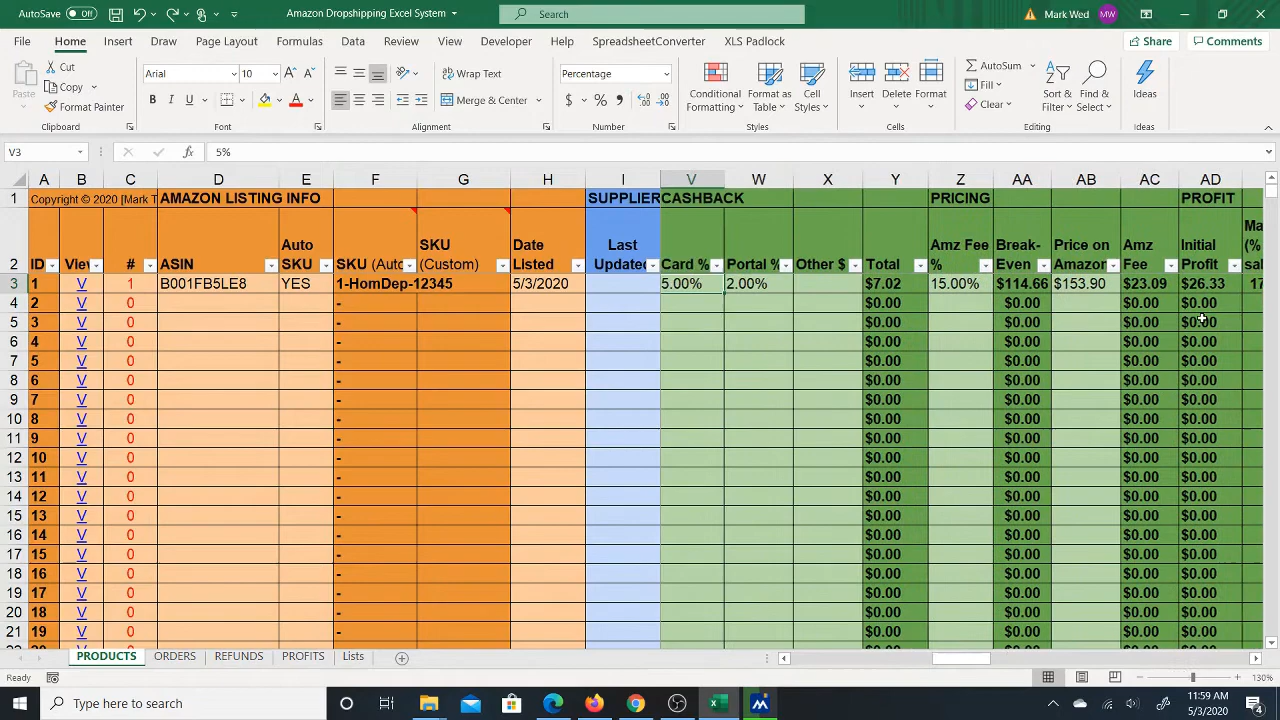 AutoSave Off
Amazon Dropshipping Excel System
Search
Mark Wed MW
File Home Insert Draw Page Layout Formulas Data Review View Developer Help SpreadsheetConverter XLS Padlock Share Comments
Paste Cut Copy Format Painter
Clipboard
Arial 10
B I U
Font
Wrap Text
Merge & Center
Alignment
Percentage
$ % ,
Number
Conditional Formatting Format as Table Cell Styles
Styles
Insert Delete Format
Cells
AutoSum Fill Clear Sort & Filter Find & Select
Editing
Ideas
Ideas
V3 fx 5%
A B C D E F G H I V W X Y Z AA AB AC AD
1 Copyright © 2020 [Mark T AMAZON LISTING INFO SUPPLIER CASHBACK PRICING PROFIT
2 ID View # ASIN Auto SKU SKU (Auto SKU (Custom) Date Listed Last Updated Card % Portal % Other $ Total Amz Fee % Break-Even Price on Amazon Amz Fee Initial Profit Ma (% sal
3 1 V 1 B001FB5LE8 YES 1-HomDep-12345 5/3/2020 5.00% 2.00% $7.02 15.00% $114.66 $153.90 $23.09 $26.33 17
4 2 V 0 - $0.00 $0.00 $0.00 $0.00
5 3 V 0 - $0.00 $0.00 $0.00 $0.00
6 4 V 0 - $0.00 $0.00 $0.00 $0.00
7 5 V 0 - $0.00 $0.00 $0.00 $0.00
8 6 V 0 - $0.00 $0.00 $0.00 $0.00
9 7 V 0 - $0.00 $0.00 $0.00 $0.00
10 8 V 0 - $0.00 $0.00 $0.00 $0.00
11 9 V 0 - $0.00 $0.00 $0.00 $0.00
12 10 V 0 - $0.00 $0.00 $0.00 $0.00
13 11 V 0 - $0.00 $0.00 $0.00 $0.00
14 12 V 0 - $0.00 $0.00 $0.00 $0.00
15 13 V 0 - $0.00 $0.00 $0.00 $0.00
16 14 V 0 - $0.00 $0.00 $0.00 $0.00
17 15 V 0 - $0.00 $0.00 $0.00 $0.00
18 16 V 0 - $0.00 $0.00 $0.00 $0.00
19 17 V 0 - $0.00 $0.00 $0.00 $0.00
20 18 V 0 - $0.00 $0.00 $0.00 $0.00
21 19 V 0 - $0.00 $0.00 $0.00 $0.00
PRODUCTS ORDERS REFUNDS PROFITS Lists
Ready 130%
Type here to search
11:59 AM
5/3/2020